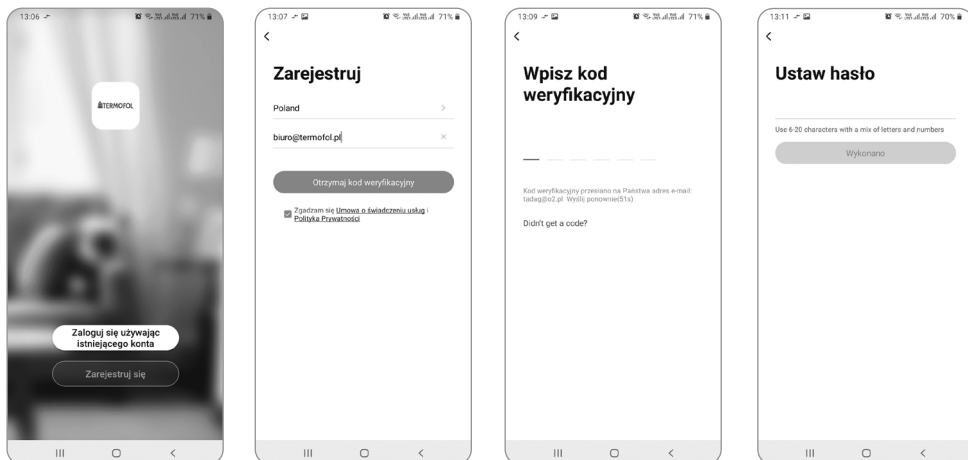 13:06 71%
TERMOFOL
Zaloguj się używając
istniejącego konta
Zarejestruj się
13:07 71%
Zarejestruj
Poland
biuro@termofol.pl
Otrzymaj kod weryfikacyjny
Zgadzam się Umowa o świadczeniu usług i
Polityka Prywatności
13:09 71%
Wpisz kod
weryfikacyjny
Kod weryfikacyjny przesłano na Państwa adres e-mail:
tadag@o2.pl Wyślij ponownie(51s)
Didn't get a code?
13:11 70%
Ustaw hasło
Use 6-20 characters with a mix of letters and numbers
Wykonano